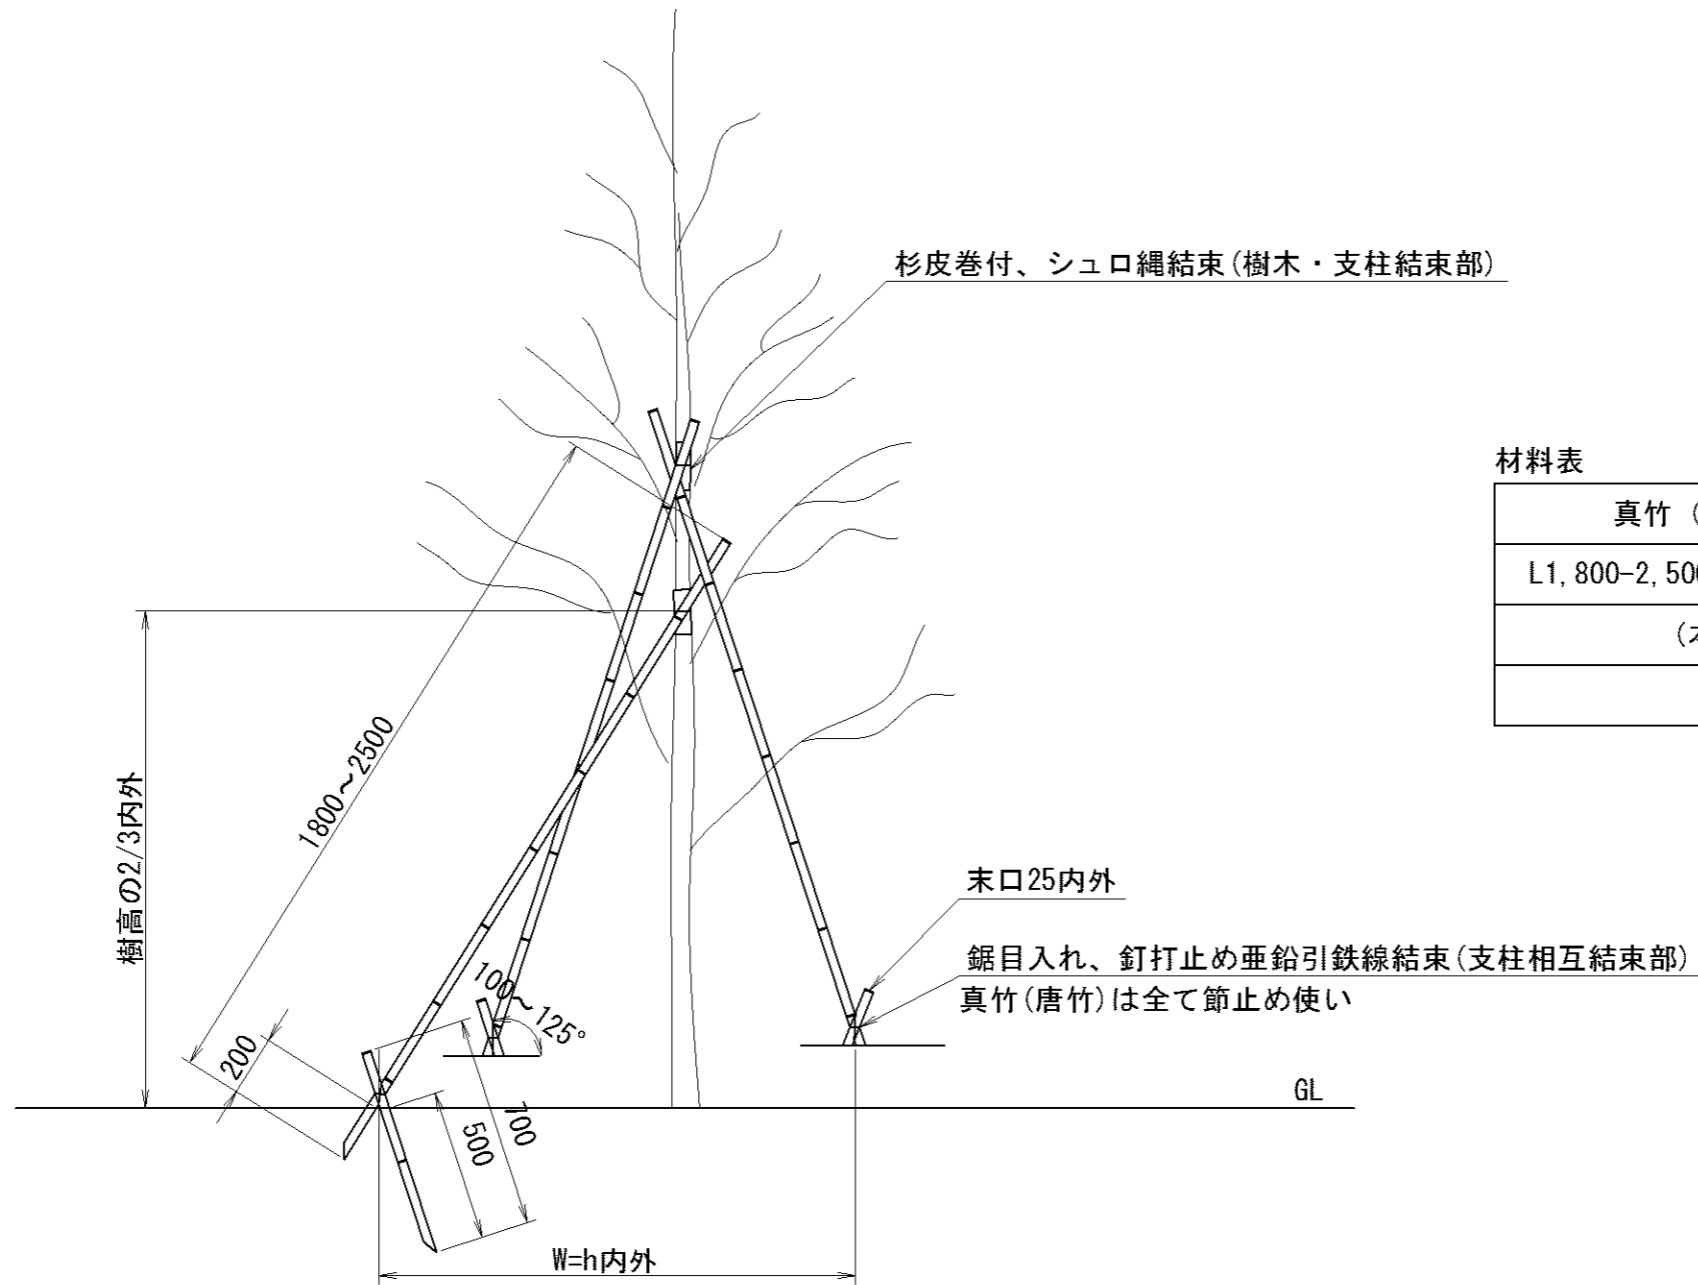 杉皮巻付、シュロ縄結束(樹木・支柱結束部)
材料表
真竹 (
L1,800-2,500
(
1800~2500
樹高の2/3内外
末口25内外
鋸目入れ、釘打止め亜鉛引鉄線結束(支柱相互結束部)
真竹(唐竹)は全て節止め使い
100~125°
200
700
500
GL
W=h内外